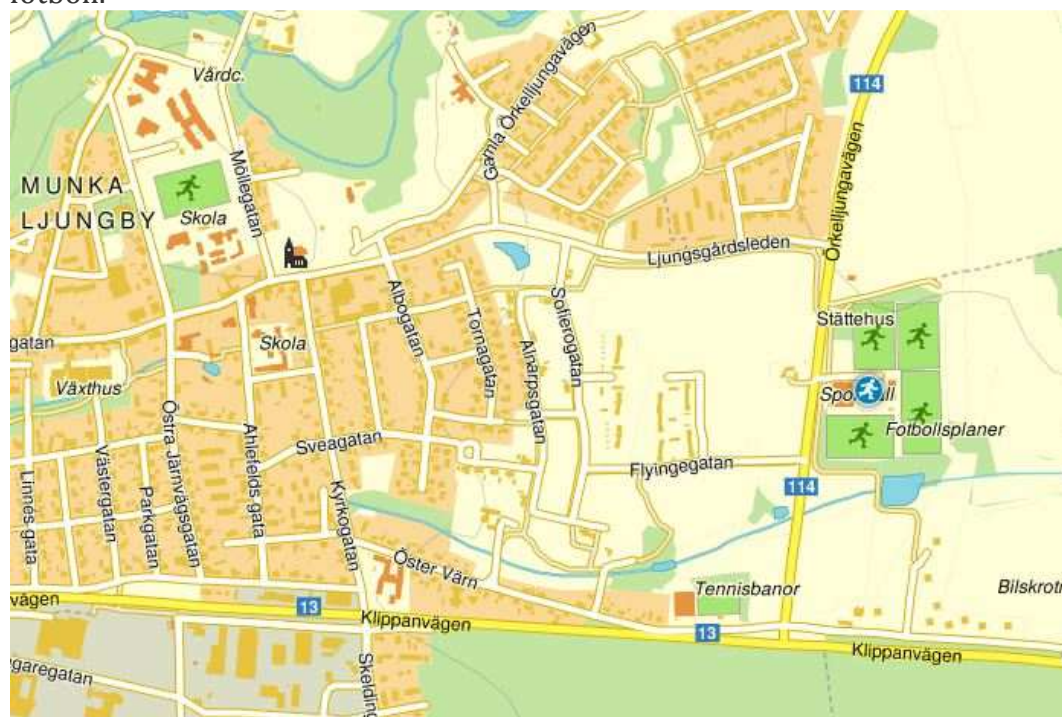 Vårdc.
114
Gamla Örkelljungavägen
MUNKA
LJUNGBY
Möllegatan
Skola
Örkelljungavägen
Ljungsgårdsleden
Albogatan
Tornagatan
Sofierogatan
Stättehus
gatan
Skola
Alnarpsgatan
Växthus
Fotbollsplaner
Sveagatan
Flyingegatan
Linnes gata
Västergatan
Parkgatan
Östra Järnvägsgatan
Ahlefelds gata
Kyrkogatan
114
Öster Värn
Tennisbanor
Bilskrotn
vägen
13
Klippanvägen
13
Klippanvägen
garegatan
Skelding